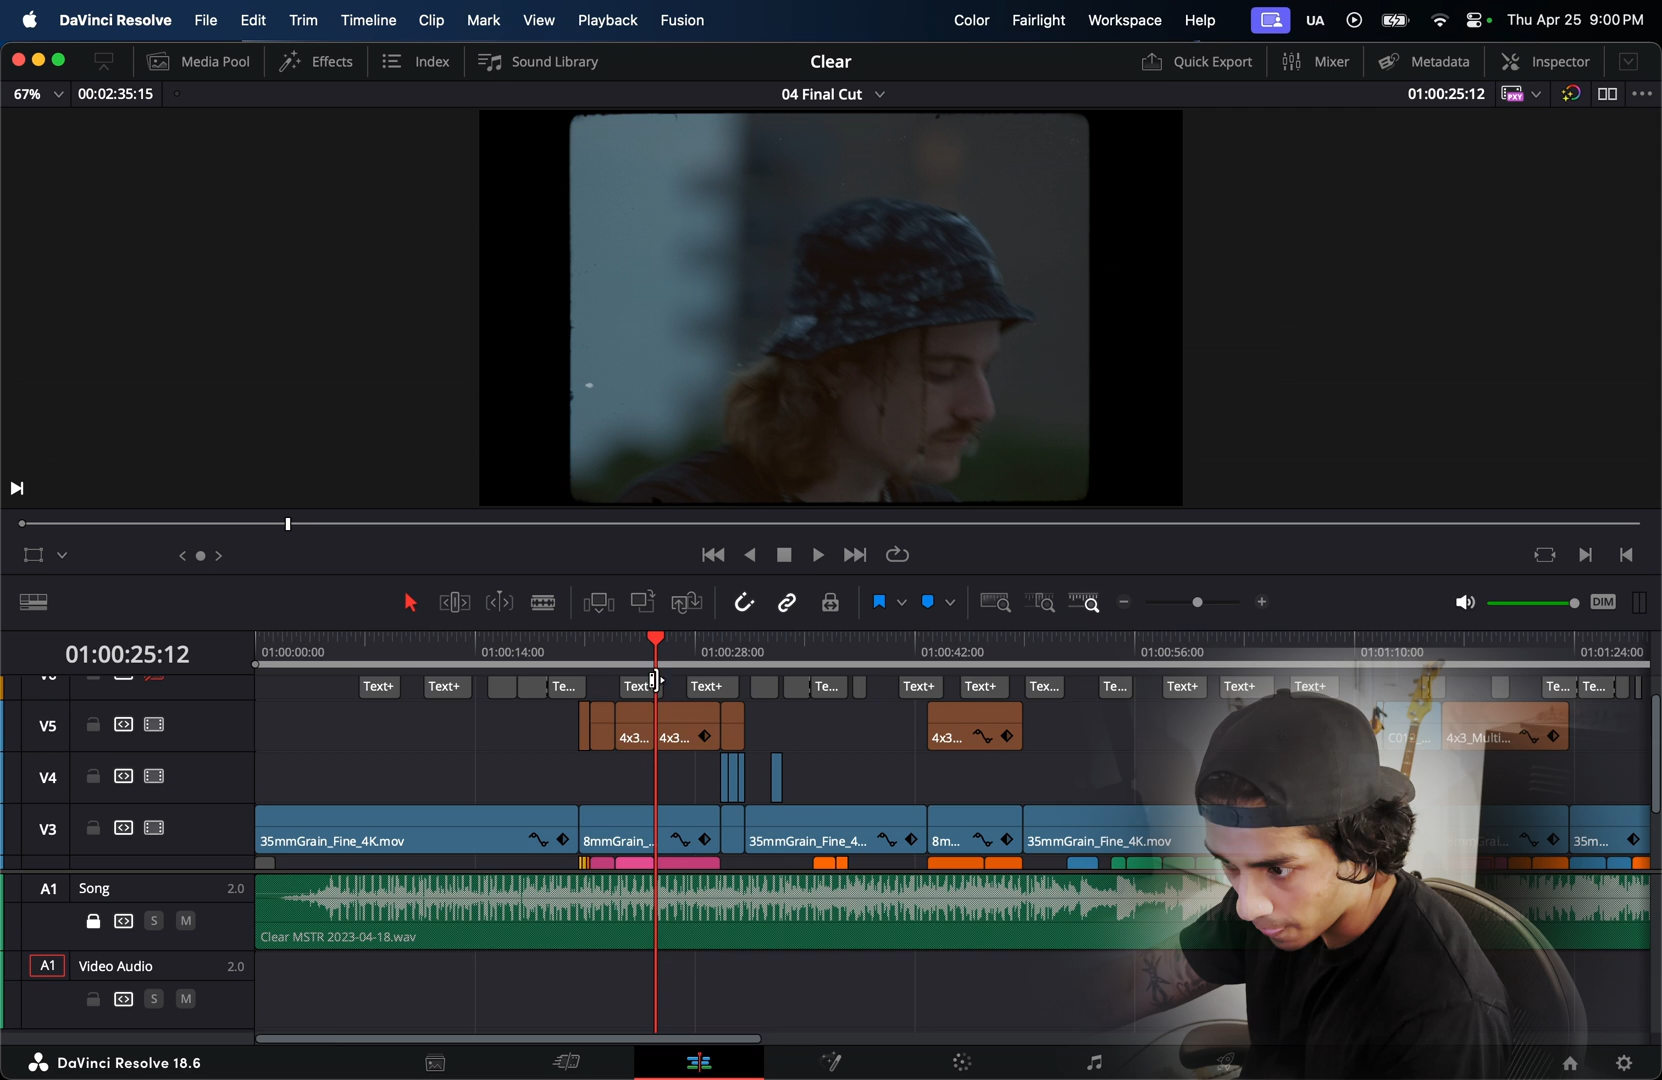 DaVinci Resolve File Edit Trim Timeline Clip Mark View Playback Fusion Color Fairlight Workspace Help UA Thu Apr 25 9:00 PM
Media Pool Effects Index Sound Library Clear Quick Export Mixer Metadata Inspector
67% 00:02:35:15 04 Final Cut 01:00:25:12 PXY
DIM
01:00:25:12 01:00:00:00 01:00:14:00 01:00:28:00 01:00:42:00 01:00:56:00 01:01:10:00 01:01:24:00
Text+ Text+ Te... Text Text+ Te... Text+ Text+ Tex... Te... Text+ Text+ Text+ Te... Te...
V5 4x3... 4x3... 4x3... C01-_... 4x3_Multi...
V4
V3 35mmGrain_Fine_4K.mov 8mmGrain_... 35mmGrain_Fine_4... 8m... 35mmGrain_Fine_4K.mov 35m...
A1 Song 2.0
S M
Clear MSTR 2023-04-18.wav
A1 Video Audio 2.0
S M
DaVinci Resolve 18.6